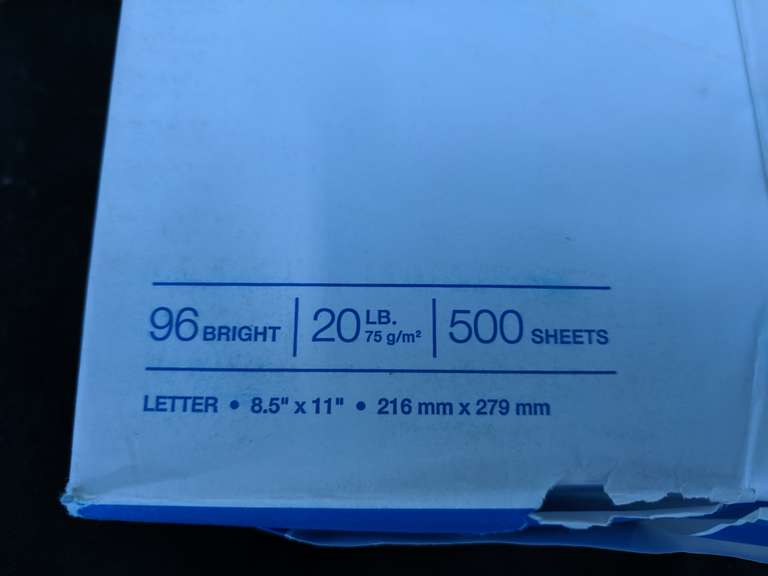 96 BRIGHT | 20 LB. 75 g/m² | 500 SHEETS
LETTER • 8.5" x 11" • 216 mm x 279 mm